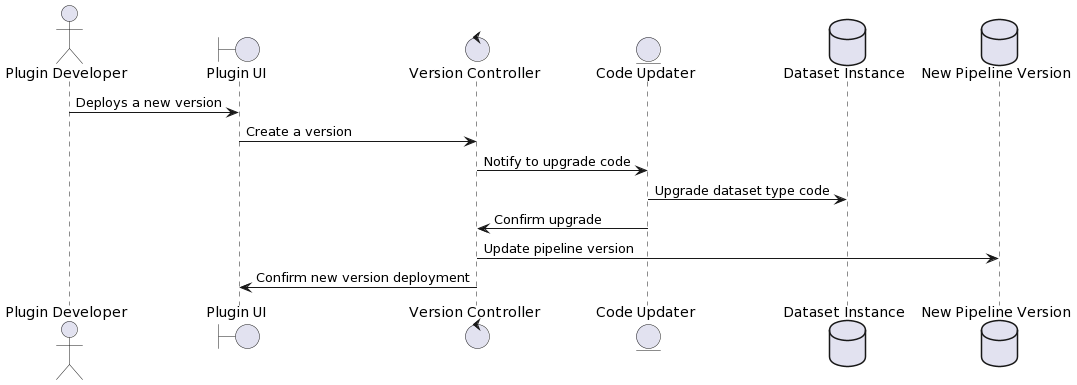 Plugin Developer Plugin UI Version Controller Code Updater Dataset Instance New Pipeline Version
Deploys a new version
Create a version
Notify to upgrade code
Upgrade dataset type code
Confirm upgrade
Update pipeline version
Confirm new version deployment
Plugin Developer Plugin UI Version Controller Code Updater Dataset Instance New Pipeline Version